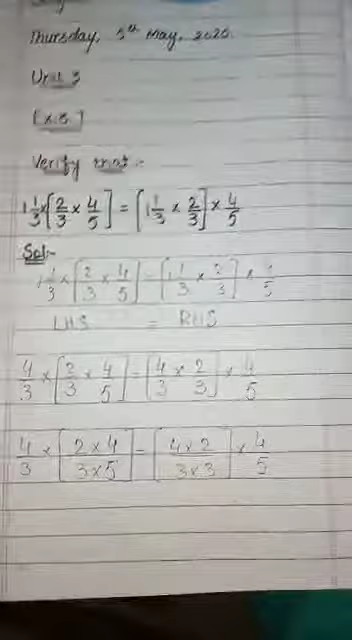 Thursday, 5th May, 2020.
Unit 3
Verify that:-
1 1/3 × [2/3 × 4/5] = [1 1/3 × 2/3] × 4/5
Sol:-
1 1/3 × [2/3 × 4/5] = [1 1/3 × 2/3] × 4/5
LHS = RHS
4/3 × [2/3 × 4/5] = [4/3 × 2/3] × 4/5
4/3 × [2×4/3×5] = [4×2/3×3] × 4/5